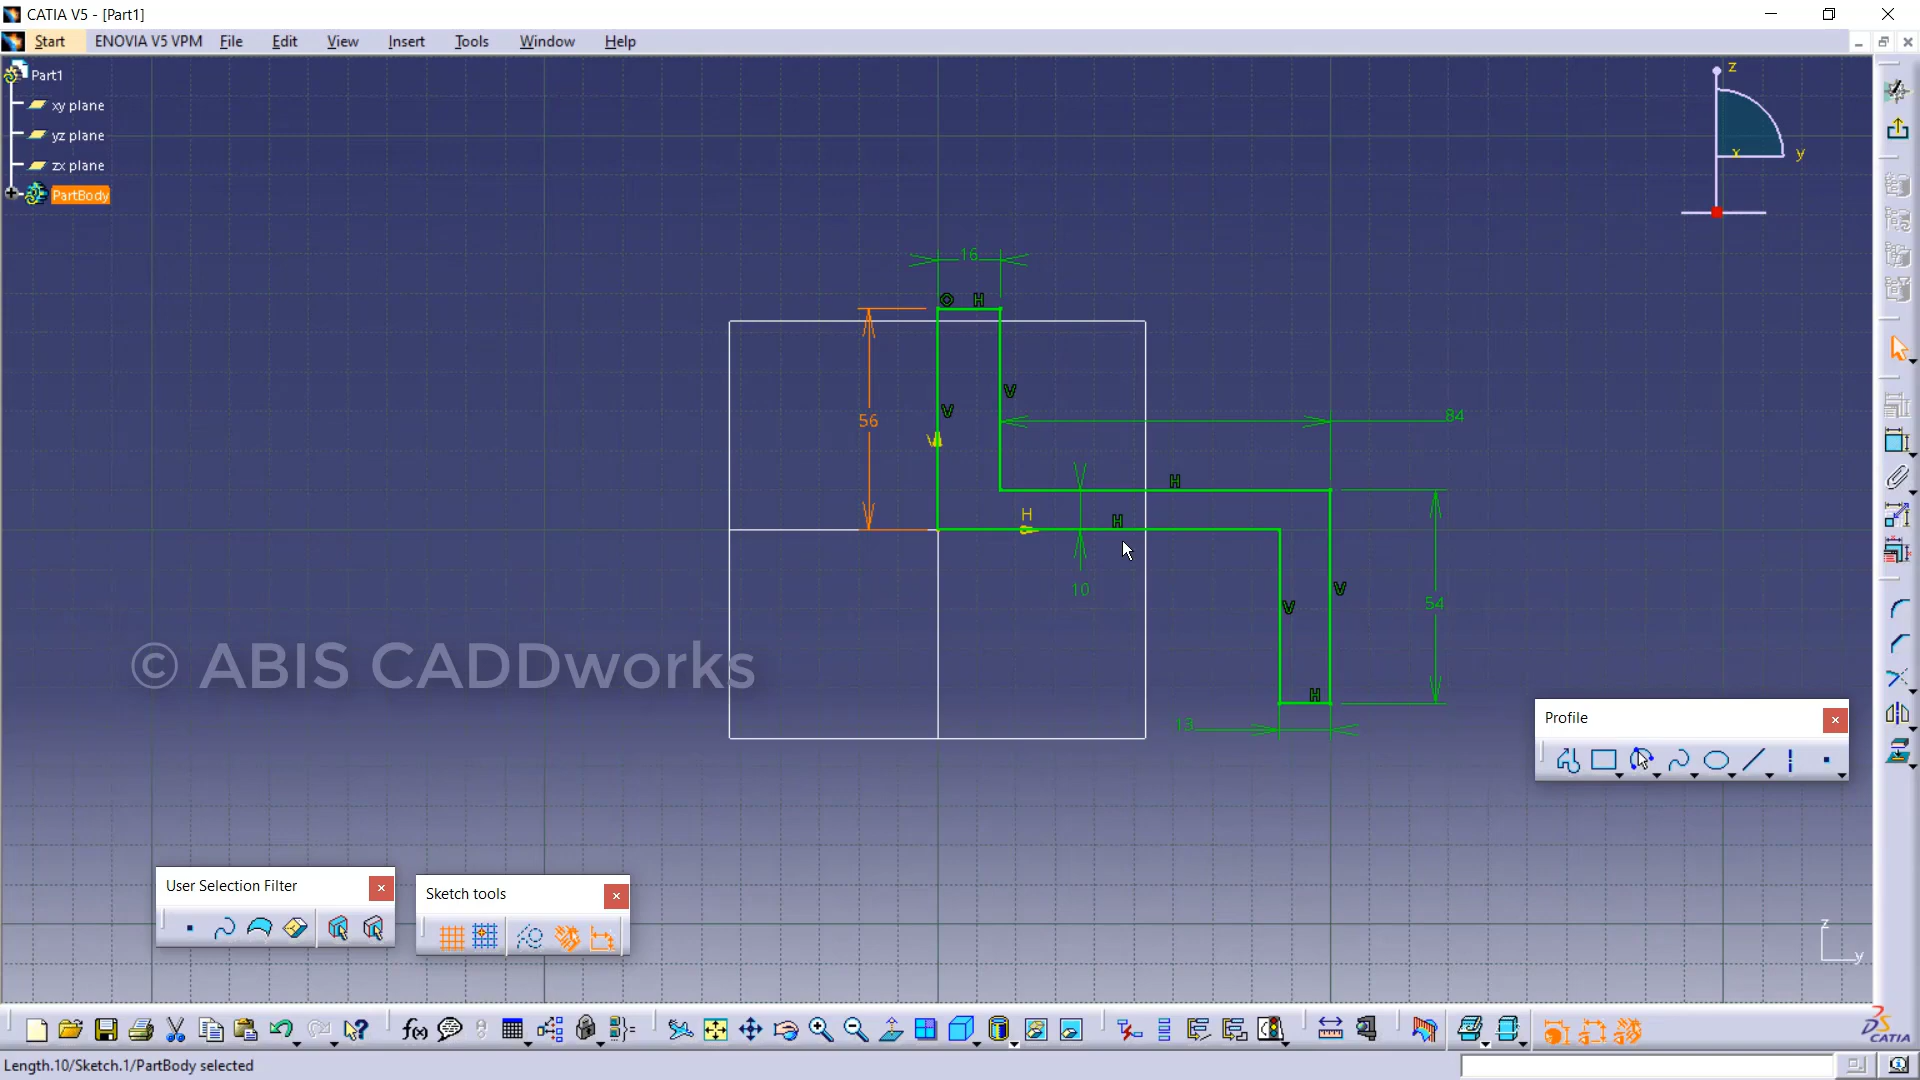 CATIA V5 - [Part1]
Start ENOVIA V5 VPM File Edit View Insert Tools Window Help
Part1
xy plane
yz plane
zx plane
PartBody
z
x
y
16
H
V
V
56
V
84
H
H
H
10
V
V
54
H
13
© ABIS CADDworks
Profile
User Selection Filter
Sketch tools
z
y
f(x)
CATIA
Length.10/Sketch.1/PartBody selected